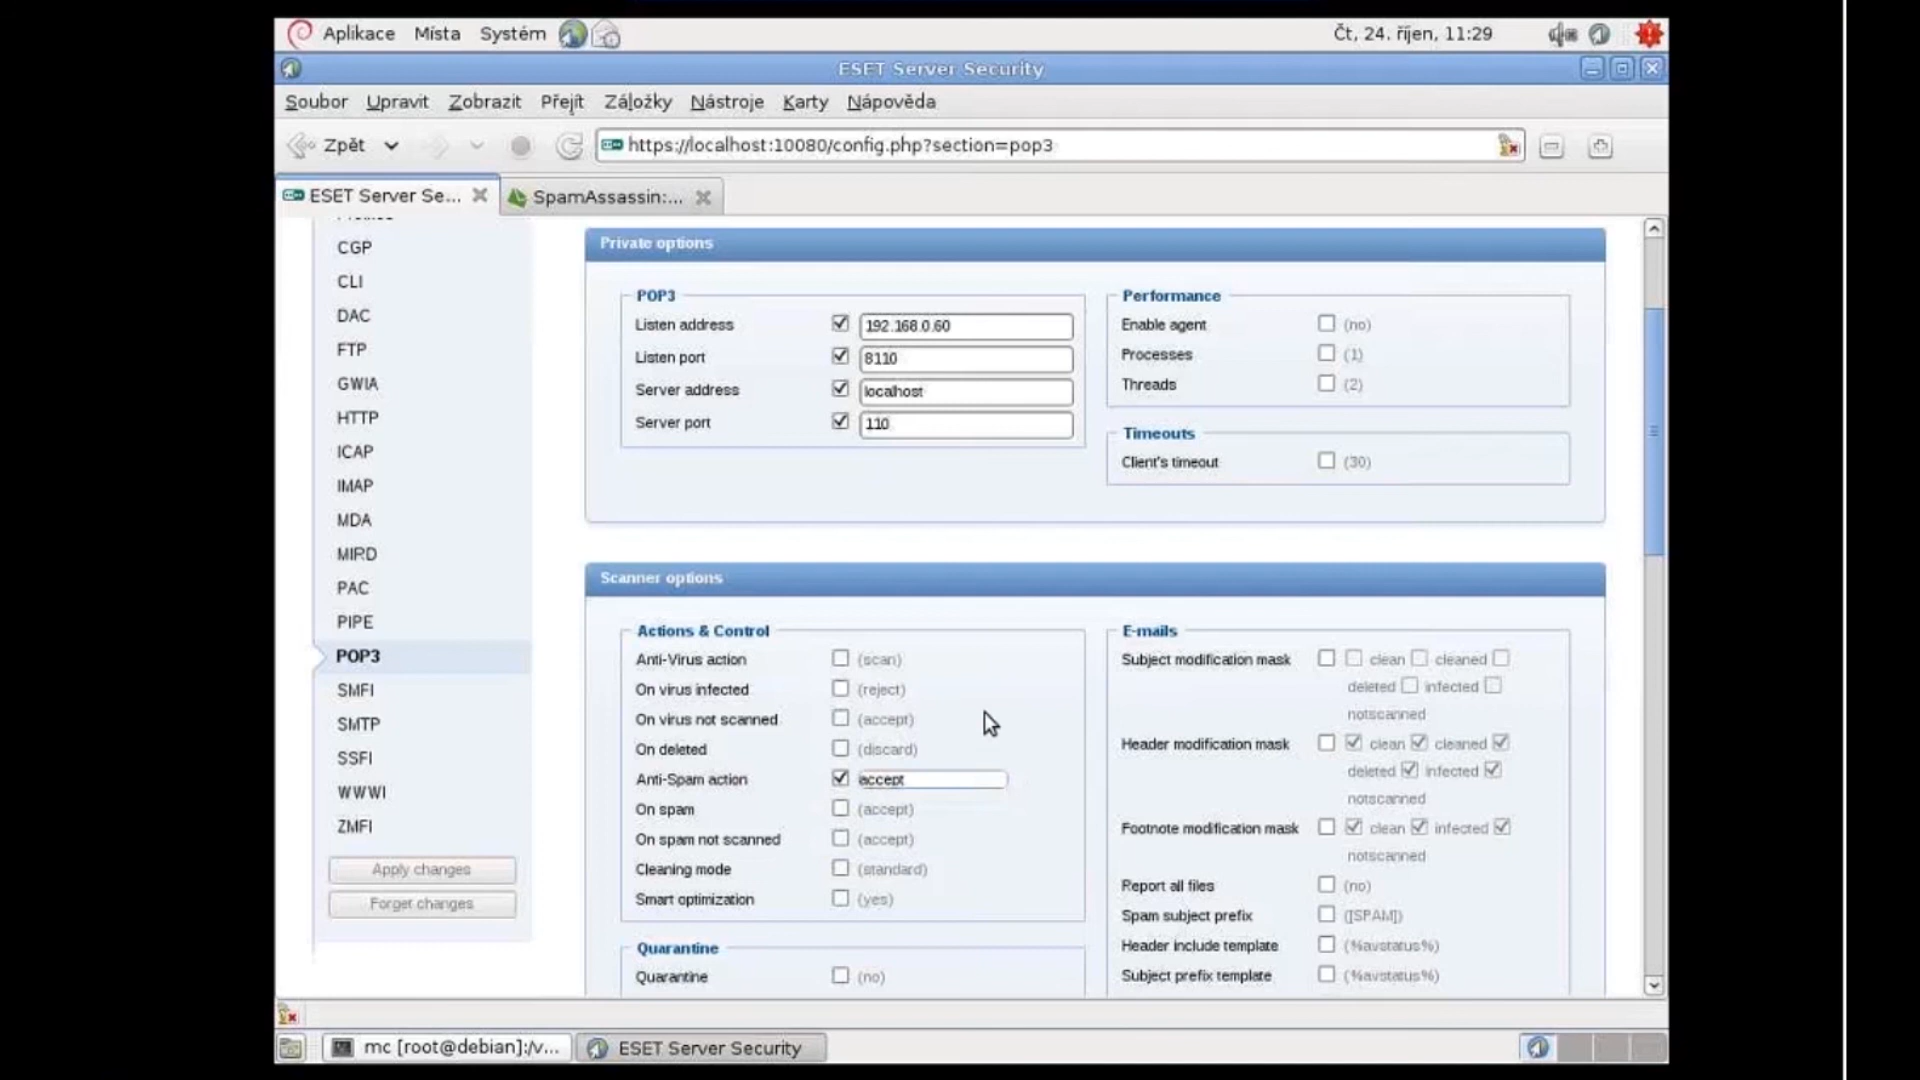 Aplikace Místa Systém
Čt, 24. říjen, 11:29
ESET Server Security
Soubor Upravit Zobrazit Přejít Záložky Nástroje Karty Nápověda
Zpět
https://localhost:10080/config.php?section=pop3
ESET Server Se...
SpamAssassin:...
CGP
CLI
DAC
FTP
GWIA
HTTP
ICAP
IMAP
MDA
MIRD
PAC
PIPE
POP3
SMFI
SMTP
SSFI
WWWI
ZMFI
Apply changes
Forget changes
Private options
POP3
Listen address 192.168.0.60
Listen port 8110
Server address localhost
Server port 110
Performance
Enable agent (no)
Processes (1)
Threads (2)
Timeouts
Client's timeout (30)
Scanner options
Actions & Control
Anti-Virus action (scan)
On virus infected (reject)
On virus not scanned (accept)
On deleted (discard)
Anti-Spam action accept
On spam (accept)
On spam not scanned (accept)
Cleaning mode (standard)
Smart optimization (yes)
Quarantine
Quarantine (no)
E-mails
Subject modification mask clean cleaned
deleted infected
notscanned
Header modification mask clean cleaned
deleted infected
notscanned
Footnote modification mask clean infected
notscanned
Report all files (no)
Spam subject prefix ([SPAM])
Header include template (%avstatus%)
Subject prefix template (%avstatus%)
mc [root@debian]:/v...
ESET Server Security